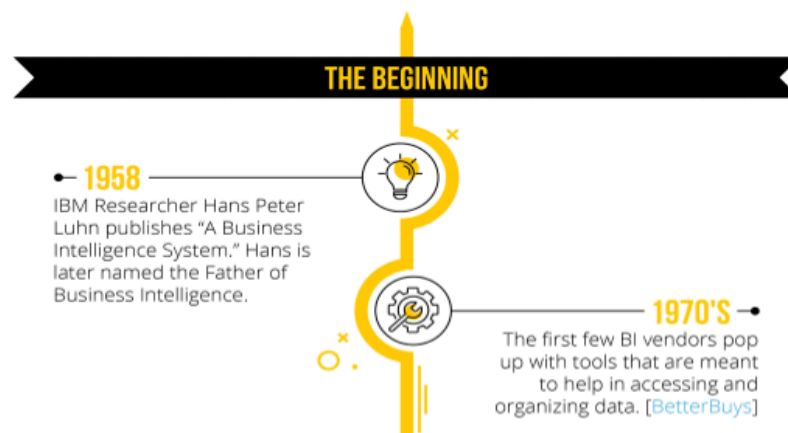 THE BEGINNING
1958
IBM Researcher Hans Peter
Luhn publishes “A Business
Intelligence System.” Hans is
later named the Father of
Business Intelligence.
1970'S
The first few BI vendors pop
up with tools that are meant
to help in accessing and
organizing data. [BetterBuys]